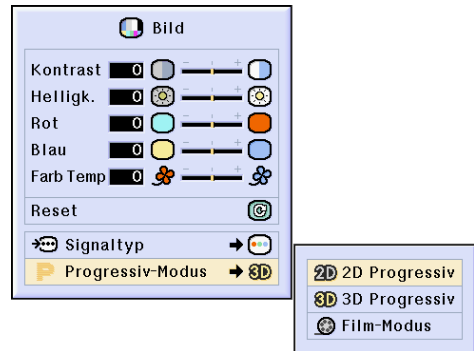 Bild
Kontrast 0
Helligk. 0
Rot 0
Blau 0
Farb Temp 0
Reset
Signaltyp
P Progressiv-Modus 3D
2D 2D Progressiv
3D 3D Progressiv
Film-Modus